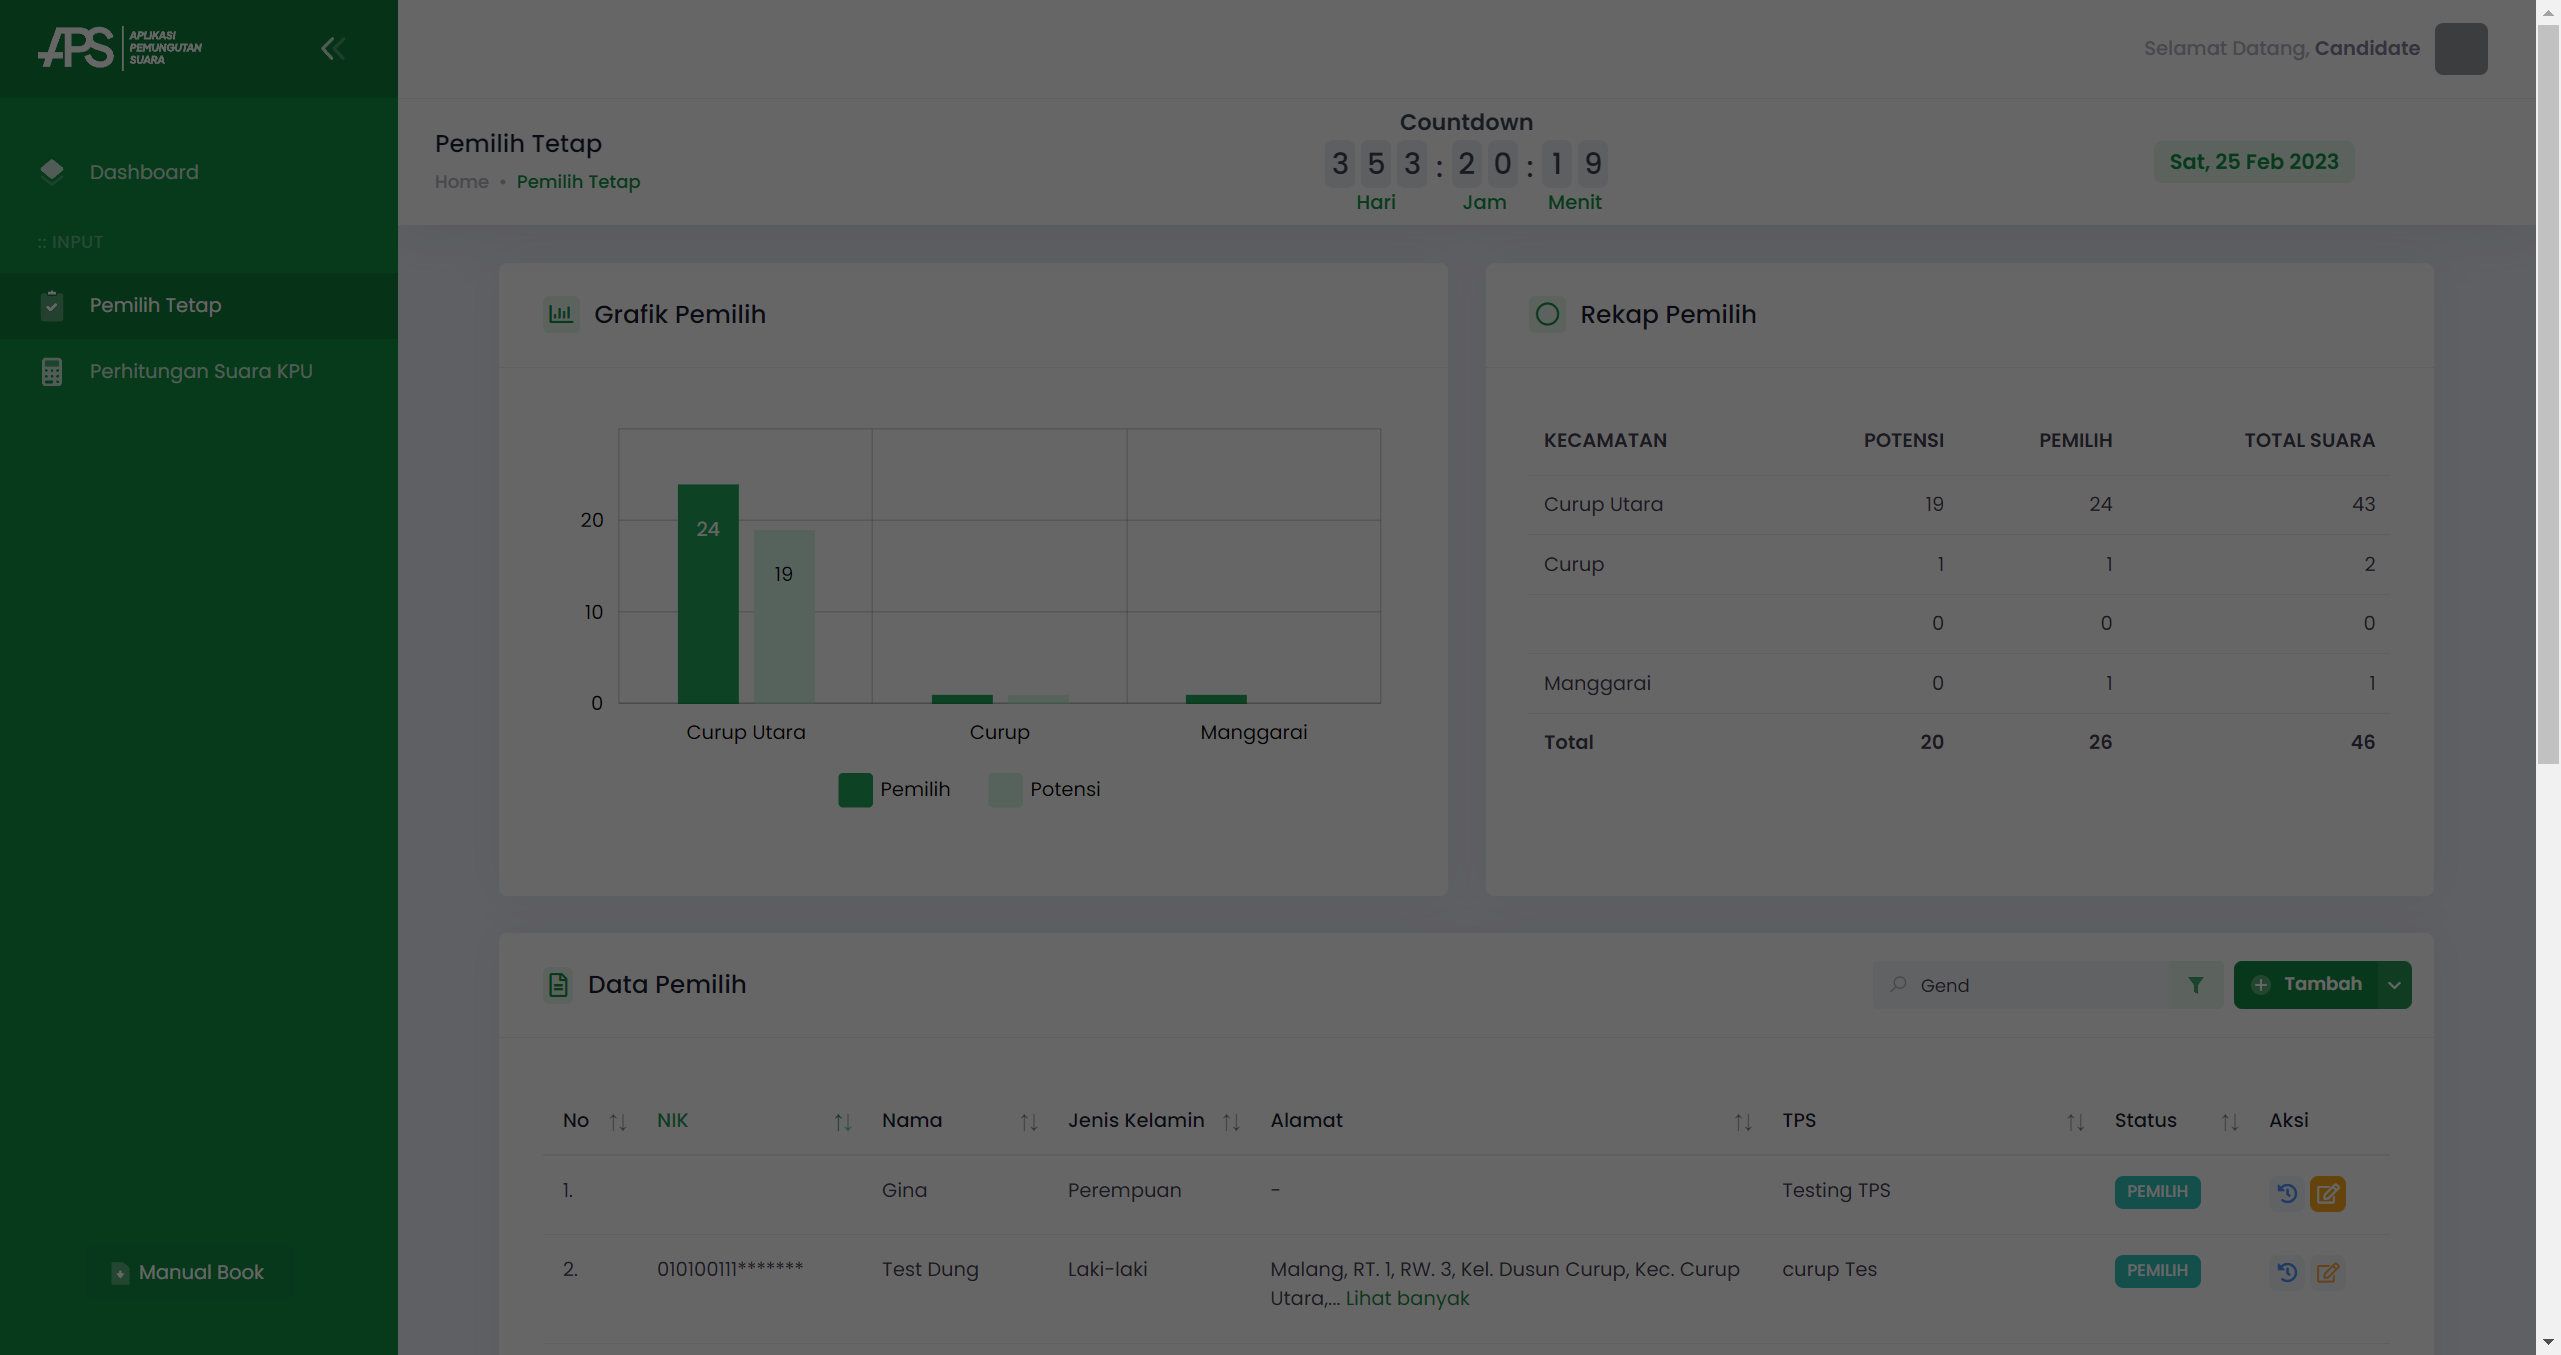 APS APLIKASI
PEMUNGUTAN
SUARA
Selamat Datang, Candidate
Dashboard
:: INPUT
Pemilih Tetap
Perhitungan Suara KPU
Manual Book
Pemilih Tetap
Home • Pemilih Tetap
Countdown
3 5 3 : 2 0 : 1 9
Hari Jam Menit
Sat, 25 Feb 2023
Grafik Pemilih
20
10
0
24
19
Curup Utara Curup Manggarai
Pemilih Potensi
Rekap Pemilih
KECAMATAN POTENSI PEMILIH TOTAL SUARA
Curup Utara 19 24 43
Curup 1 1 2
0 0 0
Manggarai 0 1 1
Total 20 26 46
Data Pemilih
Gend
Tambah
No NIK Nama Jenis Kelamin Alamat TPS Status Aksi
1. Gina Perempuan - Testing TPS PEMILIH
2. 010100111******* Test Dung Laki-laki Malang, RT. 1, RW. 3, Kel. Dusun Curup, Kec. Curup curup Tes PEMILIH
Utara,... Lihat banyak